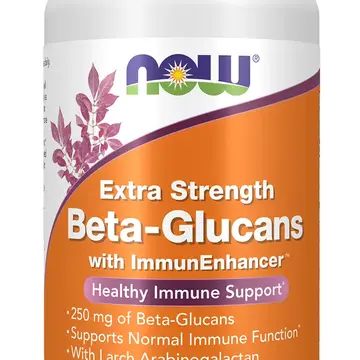 NOW®
Extra Strength
Beta-Glucans
with ImmunEnhancer™
Healthy Immune Support*
•250 mg of Beta-Glucans
•Supports Normal Immune Function*
•With Larch Arabinogalactan